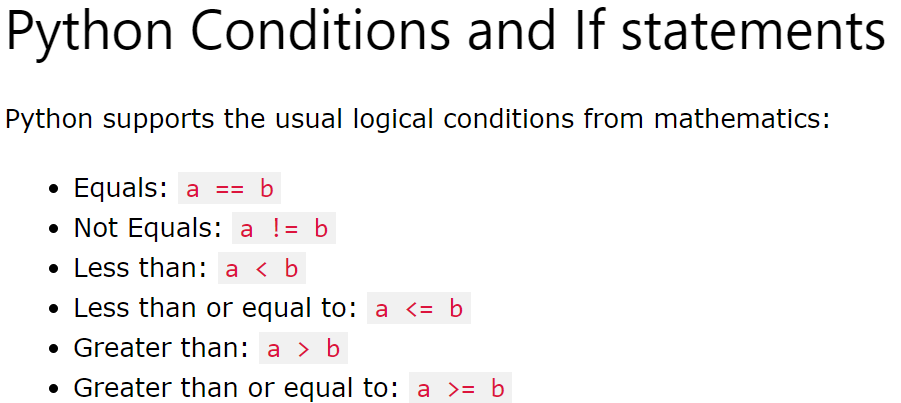 Python Conditions and If statements
Python supports the usual logical conditions from mathematics:
• Equals: a == b
• Not Equals: a != b
• Less than: a < b
• Less than or equal to: a <= b
• Greater than: a > b
• Greater than or equal to: a >= b